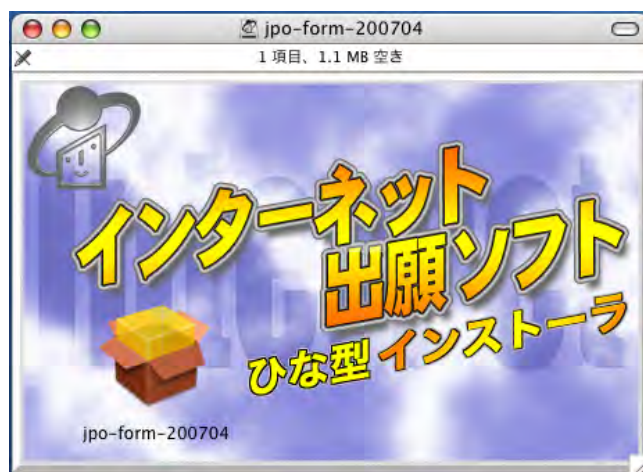 jpo-form-200704
1 項目、1.1 MB 空き
インターネット
出願ソフト
ひな型 インストーラ
jpo-form-200704